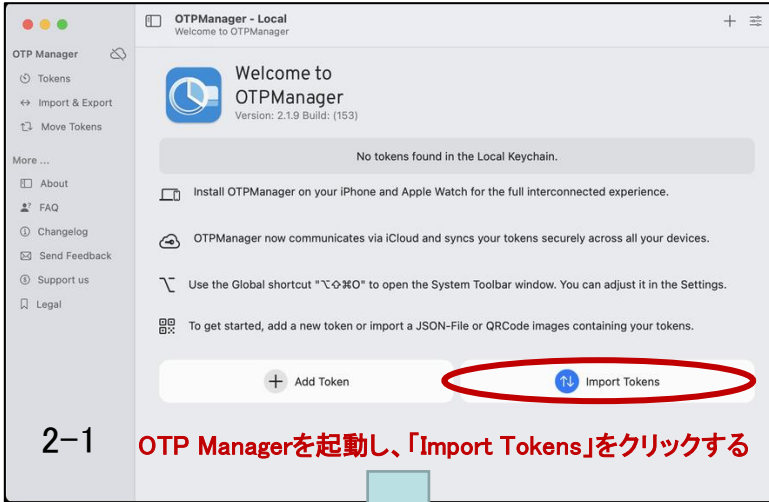 OTPManager - Local
Welcome to OTPManager
OTP Manager
Tokens
Import & Export
Move Tokens
More ...
About
FAQ
Changelog
Send Feedback
Support us
Legal
Welcome to
OTPManager
Version: 2.1.9 Build: (153)
No tokens found in the Local Keychain.
Install OTPManager on your iPhone and Apple Watch for the full interconnected experience.
OTPManager now communicates via iCloud and syncs your tokens securely across all your devices.
Use the Global shortcut "⌥⇧⌘O" to open the System Toolbar window. You can adjust it in the Settings.
To get started, add a new token or import a JSON-File or QRCode images containing your tokens.
Add Token
Import Tokens
2-1
OTP Managerを起動し、「Import Tokens」をクリックする